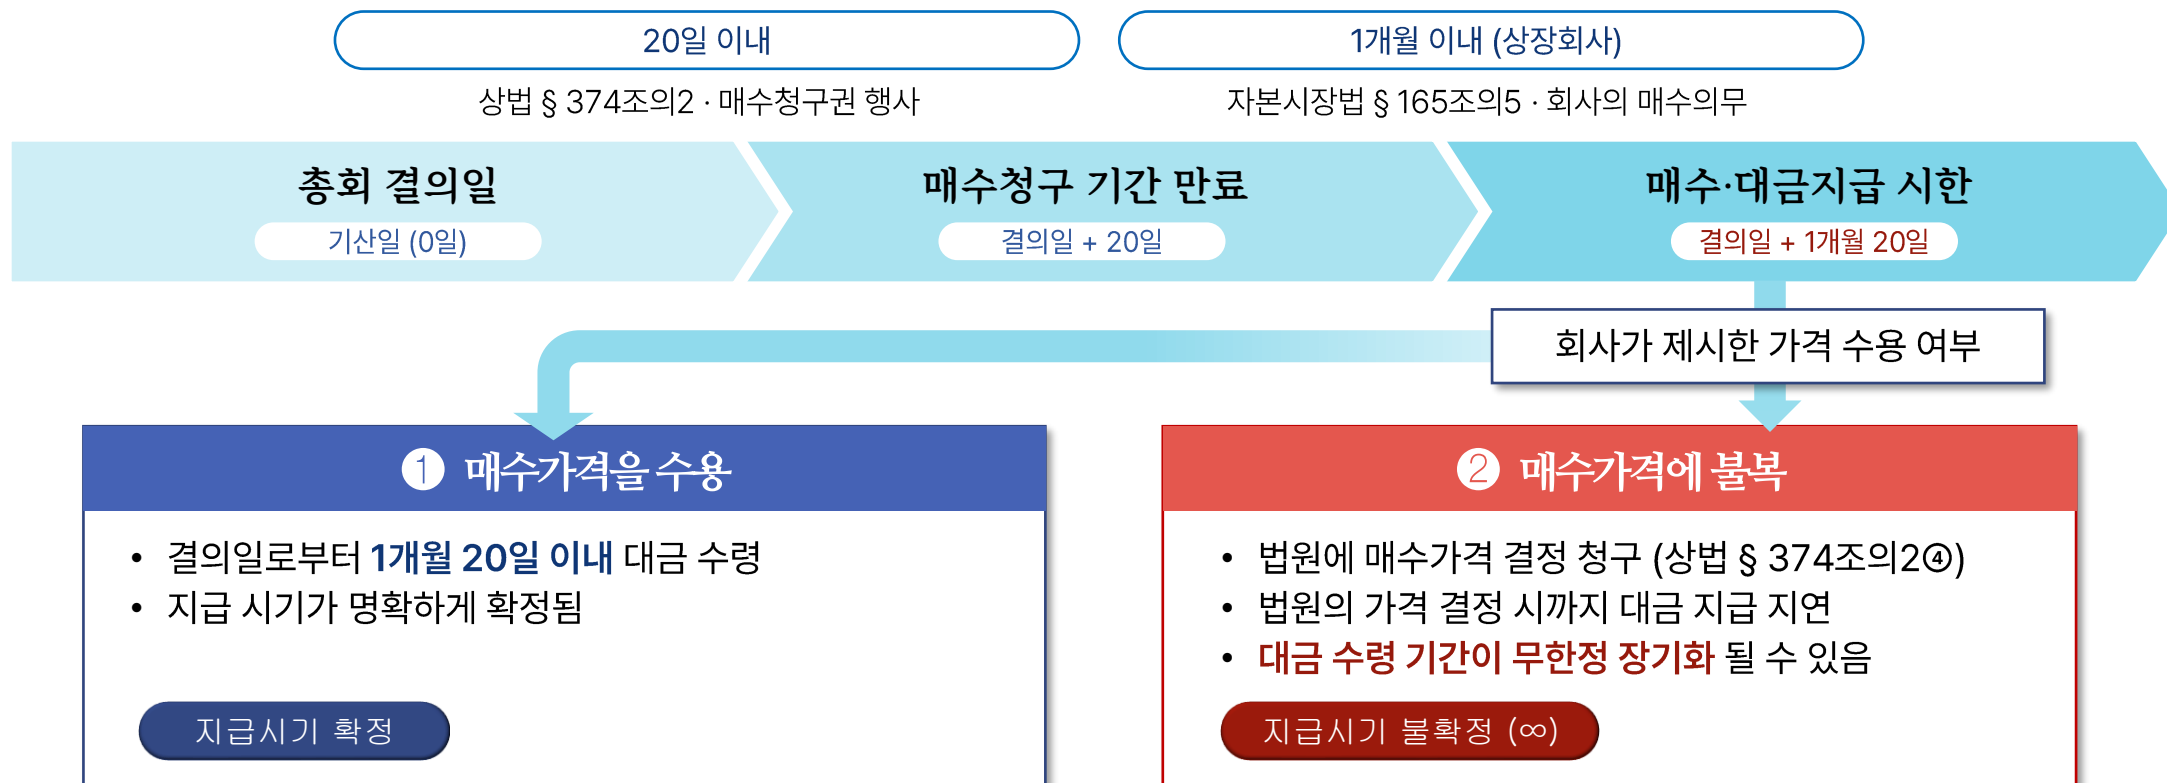 20일 이내
1개월 이내 (상장회사)
상법 § 374조의2 · 매수청구권 행사
자본시장법 § 165조의5 · 회사의 매수의무
총회 결의일
기산일 (0일)
매수청구 기간 만료
결의일 + 20일
매수·대금지급 시한
결의일 + 1개월 20일
회사가 제시한 가격 수용 여부
❶ 매수가격을 수용
• 결의일로부터 1개월 20일 이내 대금 수령
• 지급 시기가 명확하게 확정됨
지급시기 확정
❷ 매수가격에 불복
• 법원에 매수가격 결정 청구 (상법 § 374조의2④)
• 법원의 가격 결정 시까지 대금 지급 지연
• 대금 수령 기간이 무한정 장기화 될 수 있음
지급시기 불확정 (∞)